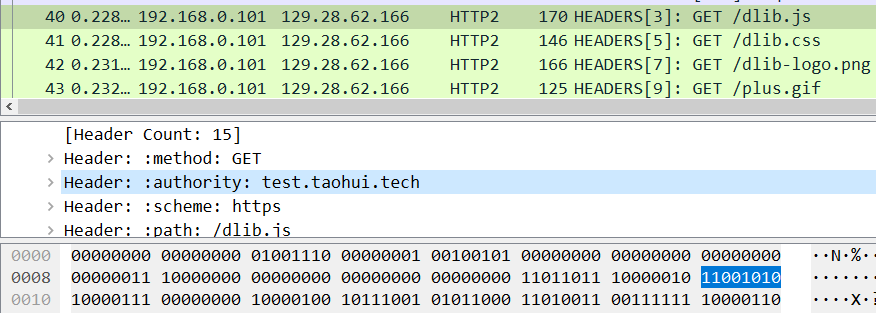 40 0.228… 192.168.0.101 129.28.62.166 HTTP2 170 HEADERS[3]: GET /dlib.js
41 0.228… 192.168.0.101 129.28.62.166 HTTP2 146 HEADERS[5]: GET /dlib.css
42 0.231… 192.168.0.101 129.28.62.166 HTTP2 166 HEADERS[7]: GET /dlib-logo.png
43 0.232… 192.168.0.101 129.28.62.166 HTTP2 125 HEADERS[9]: GET /plus.gif
[Header Count: 15]
Header: :method: GET
Header: :authority: test.taohui.tech
Header: :scheme: https
Header: :path: /dlib.js
0000 00000000 00000000 01001110 00000001 00100101 00000000 00000000 00000000 ··N·%··
0008 00000011 10000000 00000000 00000000 00000000 11011011 10000010 11001010 ·······
0010 10000111 00000000 10000100 10111001 01011000 11010011 00111111 10000110 ····X·?